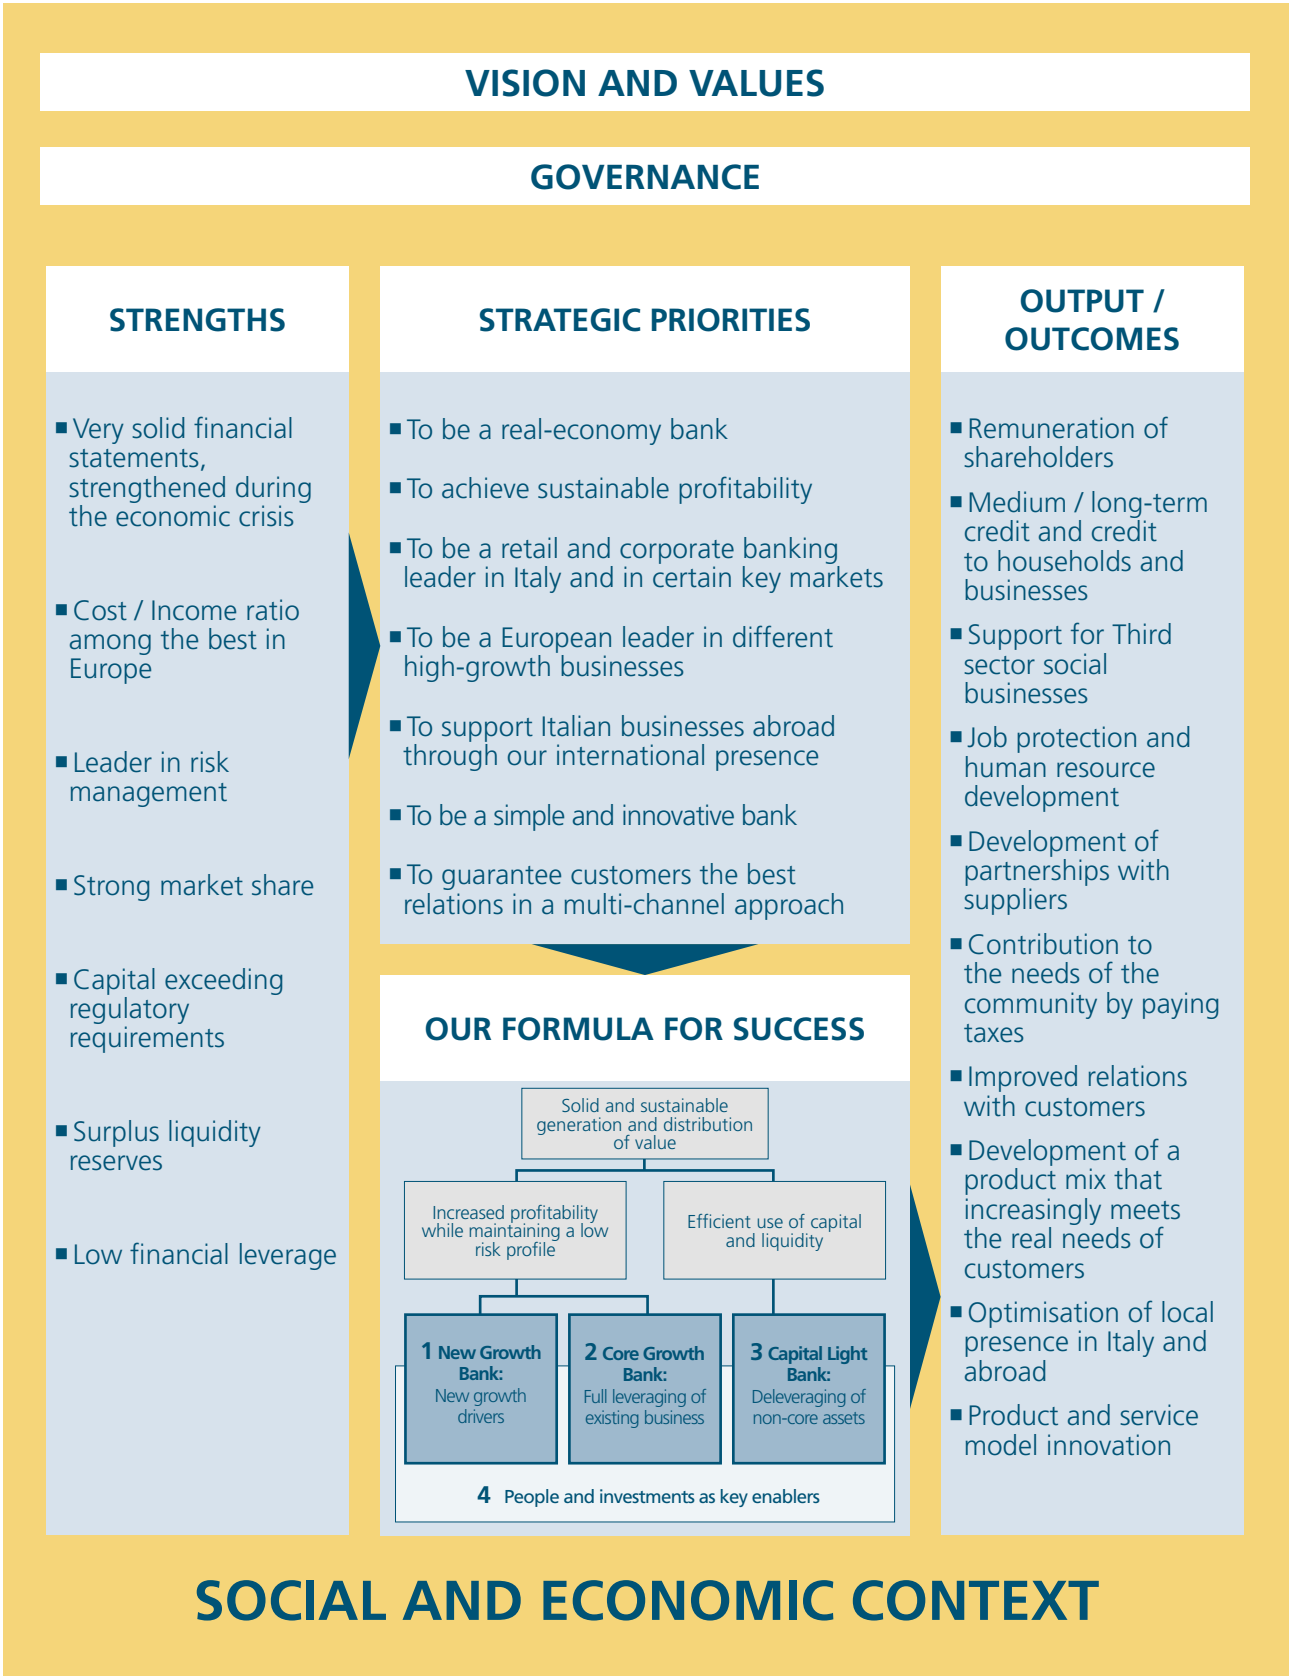 VISION AND VALUES
GOVERNANCE
STRENGTHS
■ Very solid financial
statements,
strengthened during
the economic crisis
■ Cost / Income ratio
among the best in
Europe
■ Leader in risk
management
■ Strong market share
■ Capital exceeding
regulatory
requirements
■ Surplus liquidity
reserves
■ Low financial leverage
STRATEGIC PRIORITIES
■ To be a real-economy bank
■ To achieve sustainable profitability
■ To be a retail and corporate banking
leader in Italy and in certain key markets
■ To be a European leader in different
high-growth businesses
■ To support Italian businesses abroad
through our international presence
■ To be a simple and innovative bank
■ To guarantee customers the best
relations in a multi-channel approach
OUR FORMULA FOR SUCCESS
Solid and sustainable
generation and distribution
of value
Increased profitability
while maintaining a low
risk profile
Efficient use of capital
and liquidity
1 New Growth
Bank:
New growth
drivers
2 Core Growth
Bank:
Full leveraging of
existing business
3 Capital Light
Bank:
Deleveraging of
non-core assets
4 People and investments as key enablers
OUTPUT /
OUTCOMES
■ Remuneration of
shareholders
■ Medium / long-term
credit and credit
to households and
businesses
■ Support for Third
sector social
businesses
■ Job protection and
human resource
development
■ Development of
partnerships with
suppliers
■ Contribution to
the needs of the
community by paying
taxes
■ Improved relations
with customers
■ Development of a
product mix that
increasingly meets
the real needs of
customers
■ Optimisation of local
presence in Italy and
abroad
■ Product and service
model innovation
SOCIAL AND ECONOMIC CONTEXT